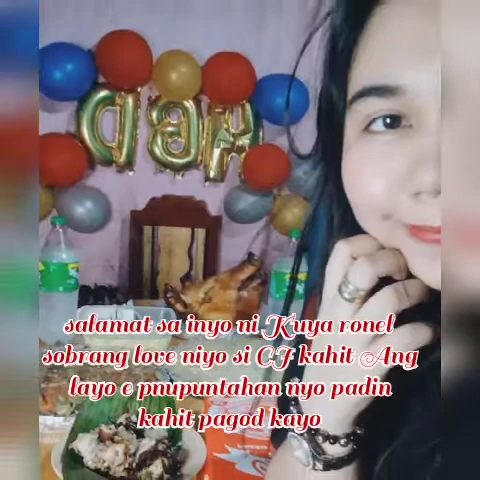 HBD
salamat sa inyo ni Kuya ronel
sobrang love niyo si CJ kahit Ang
layo e pnupuntahan nyo padin
kahit pagod kayo